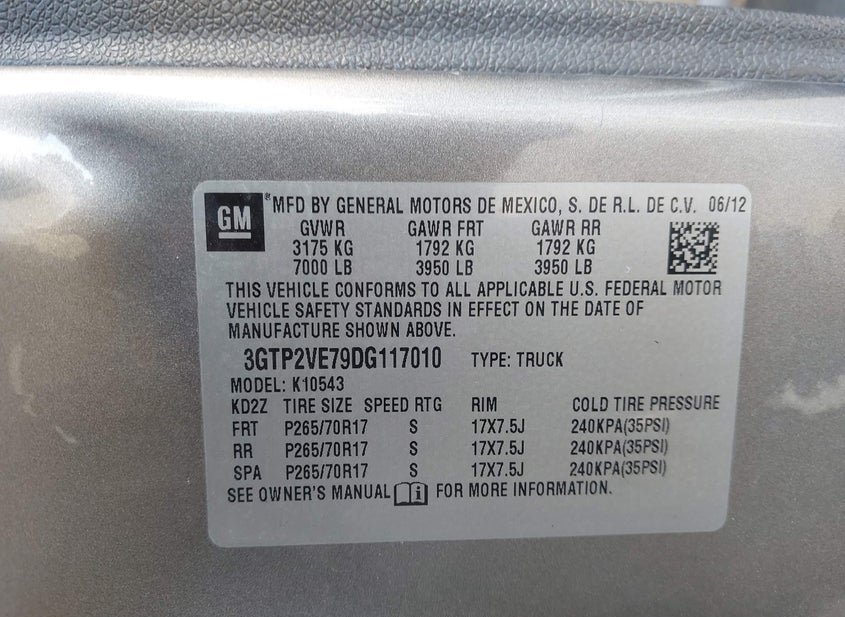 GM ® MFD BY GENERAL MOTORS DE MEXICO, S. DE R.L. DE C.V. 06/12
GVWR GAWR FRT GAWR RR
3175 KG 1792 KG 1792 KG
7000 LB 3950 LB 3950 LB
THIS VEHICLE CONFORMS TO ALL APPLICABLE U.S. FEDERAL MOTOR
VEHICLE SAFETY STANDARDS IN EFFECT ON THE DATE OF
MANUFACTURE SHOWN ABOVE.
3GTP2VE79DG117010 TYPE: TRUCK
MODEL: K10543
KD2Z TIRE SIZE SPEED RTG RIM COLD TIRE PRESSURE
FRT P265/70R17 S 17X7.5J 240KPA(35PSI)
RR P265/70R17 S 17X7.5J 240KPA(35PSI)
SPA P265/70R17 S 17X7.5J 240KPA(35PSI)
SEE OWNER'S MANUAL i FOR MORE INFORMATION.